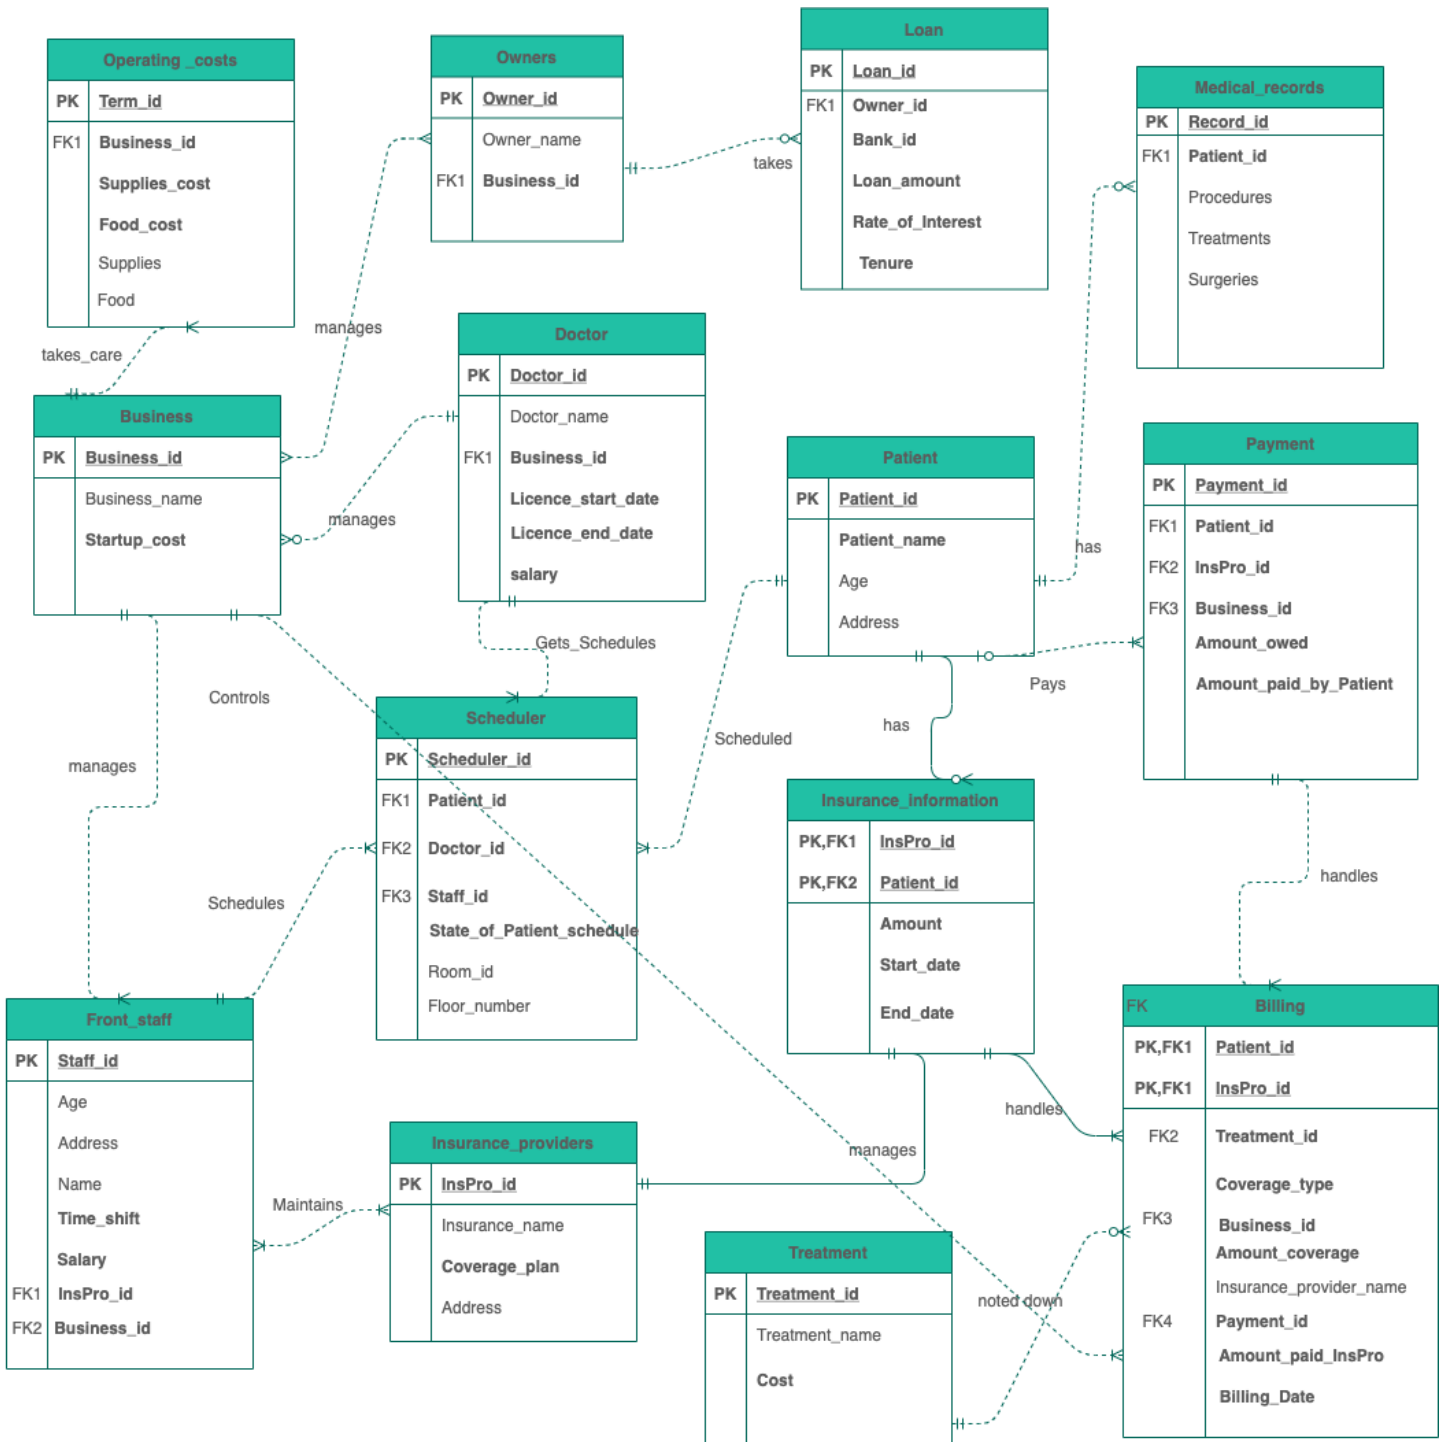 Operating _costs
PK Term_id
FK1 Business_id
Supplies_cost
Food_cost
Supplies
Food
Owners
PK Owner_id
Owner_name
FK1 Business_id
Loan
PK Loan_id
FK1 Owner_id
Bank_id
Loan_amount
Rate_of_Interest
Tenure
Medical_records
PK Record_id
FK1 Patient_id
Procedures
Treatments
Surgeries
takes
manages
takes_care
Doctor
PK Doctor_id
Doctor_name
FK1 Business_id
Licence_start_date
Licence_end_date
salary
Business
PK Business_id
Business_name
Startup_cost
manages
Patient
PK Patient_id
Patient_name
Age
Address
Payment
PK Payment_id
FK1 Patient_id
FK2 InsPro_id
FK3 Business_id
Amount_owed
Amount_paid_by_Patient
has
Gets_Schedules
Pays
Controls
has
Scheduled
manages
Scheduler
PK Scheduler_id
FK1 Patient_id
FK2 Doctor_id
FK3 Staff_id
State_of_Patient_schedule
Room_id
Floor_number
Insurance_information
PK,FK1 InsPro_id
PK,FK2 Patient_id
Amount
Start_date
End_date
handles
Schedules
Front_staff
PK Staff_id
Age
Address
Name
Time_shift
Salary
FK1 InsPro_id
FK2 Business_id
FK Billing
PK,FK1 Patient_id
PK,FK1 InsPro_id
FK2 Treatment_id
Coverage_type
FK3 Business_id
Amount_coverage
Insurance_provider_name
FK4 Payment_id
Amount_paid_InsPro
Billing_Date
handles
manages
Maintains
Insurance_providers
PK InsPro_id
Insurance_name
Coverage_plan
Address
Treatment
PK Treatment_id
Treatment_name
Cost
noted down